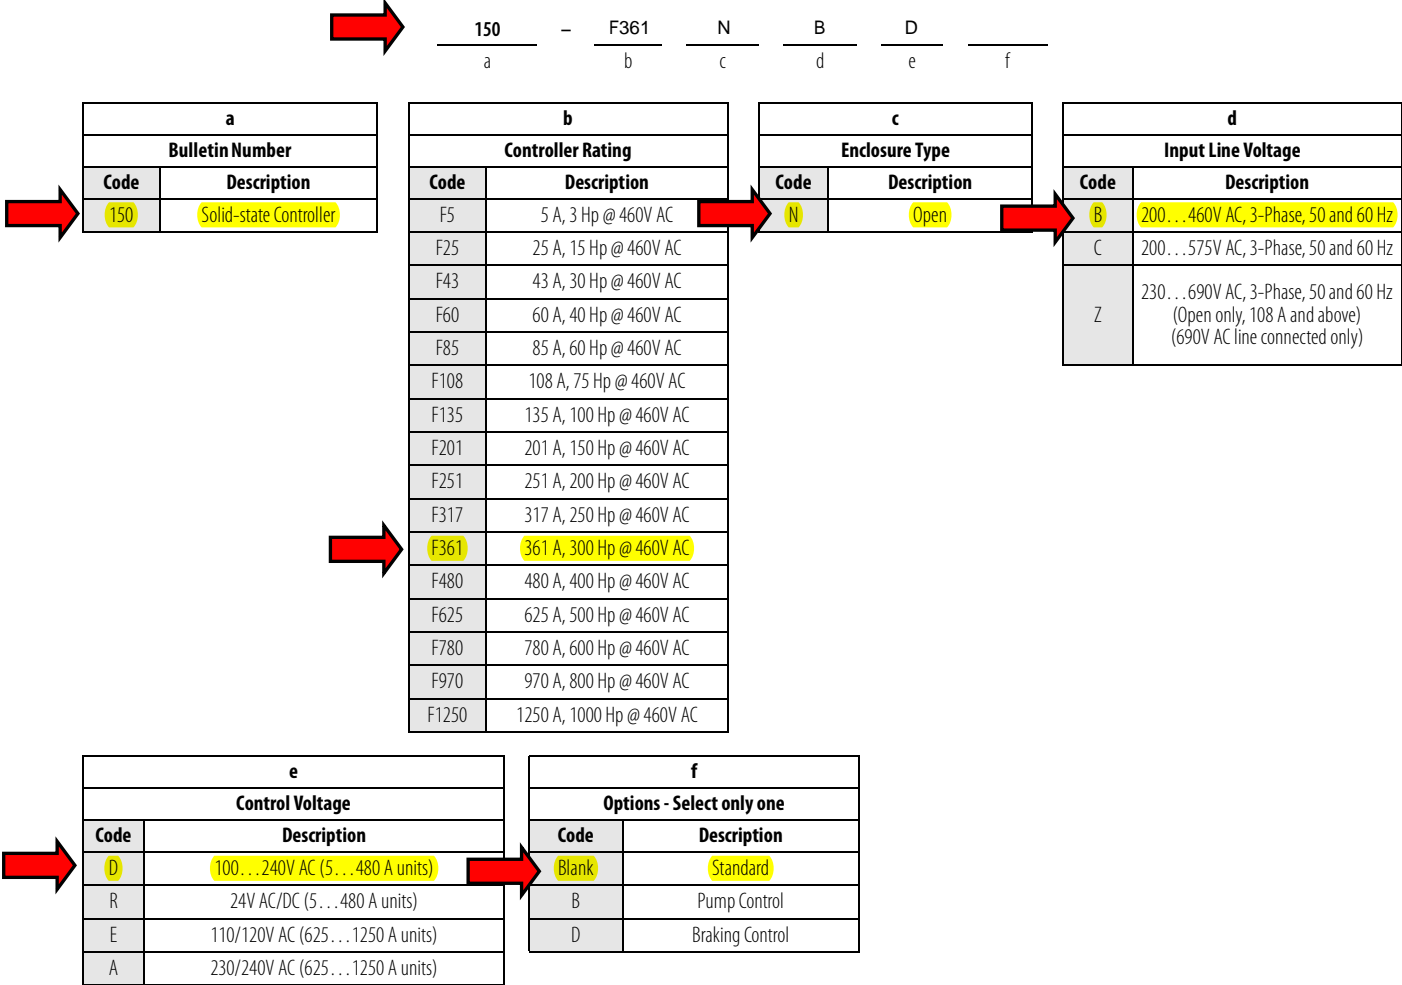 150 – F361 N B D
a b c d e f
a
Bulletin Number
Code Description
150 Solid-state Controller
b
Controller Rating
Code Description
F5 5 A, 3 Hp @ 460V AC
F25 25 A, 15 Hp @ 460V AC
F43 43 A, 30 Hp @ 460V AC
F60 60 A, 40 Hp @ 460V AC
F85 85 A, 60 Hp @ 460V AC
F108 108 A, 75 Hp @ 460V AC
F135 135 A, 100 Hp @ 460V AC
F201 201 A, 150 Hp @ 460V AC
F251 251 A, 200 Hp @ 460V AC
F317 317 A, 250 Hp @ 460V AC
F361 361 A, 300 Hp @ 460V AC
F480 480 A, 400 Hp @ 460V AC
F625 625 A, 500 Hp @ 460V AC
F780 780 A, 600 Hp @ 460V AC
F970 970 A, 800 Hp @ 460V AC
F1250 1250 A, 1000 Hp @ 460V AC
c
Enclosure Type
Code Description
N Open
d
Input Line Voltage
Code Description
B 200...460V AC, 3-Phase, 50 and 60 Hz
C 200...575V AC, 3-Phase, 50 and 60 Hz
Z 230...690V AC, 3-Phase, 50 and 60 Hz
(Open only, 108 A and above)
(690V AC line connected only)
e
Control Voltage
Code Description
D 100...240V AC (5...480 A units)
R 24V AC/DC (5...480 A units)
E 110/120V AC (625...1250 A units)
A 230/240V AC (625...1250 A units)
f
Options - Select only one
Code Description
Blank Standard
B Pump Control
D Braking Control